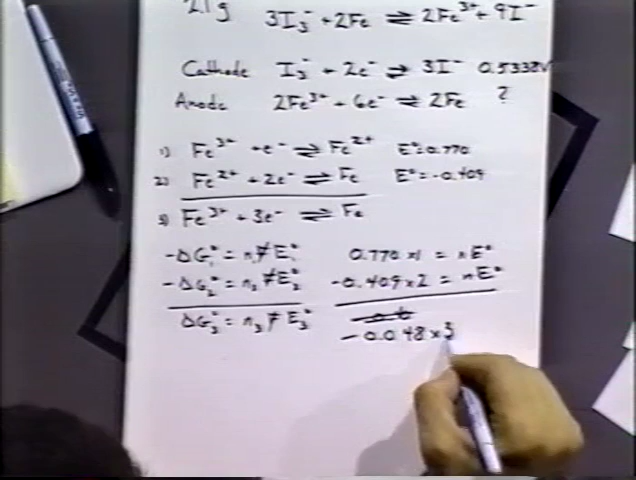 21g 3I₃⁻ + 2Fe ⇌ 2Fe³⁺ + 9I⁻
Cathode I₃⁻ + 2e⁻ ⇌ 3I⁻ 0.5338V
Anode 2Fe³⁺ + 6e⁻ ⇌ 2Fe ?
1) Fe³⁺ + e⁻ ⇌ Fe²⁺ E°=0.770
2) Fe²⁺ + 2e⁻ ⇌ Fe E°=-0.409
3) Fe³⁺ + 3e⁻ ⇌ Fe
-ΔG₁° = n₁FE₁° 0.770 x1 = nE°
-ΔG₂° = n₂FE₂° -0.409 x 2 = nE°
ΔG₃° = n₃FE₃°
-0.048 x 3